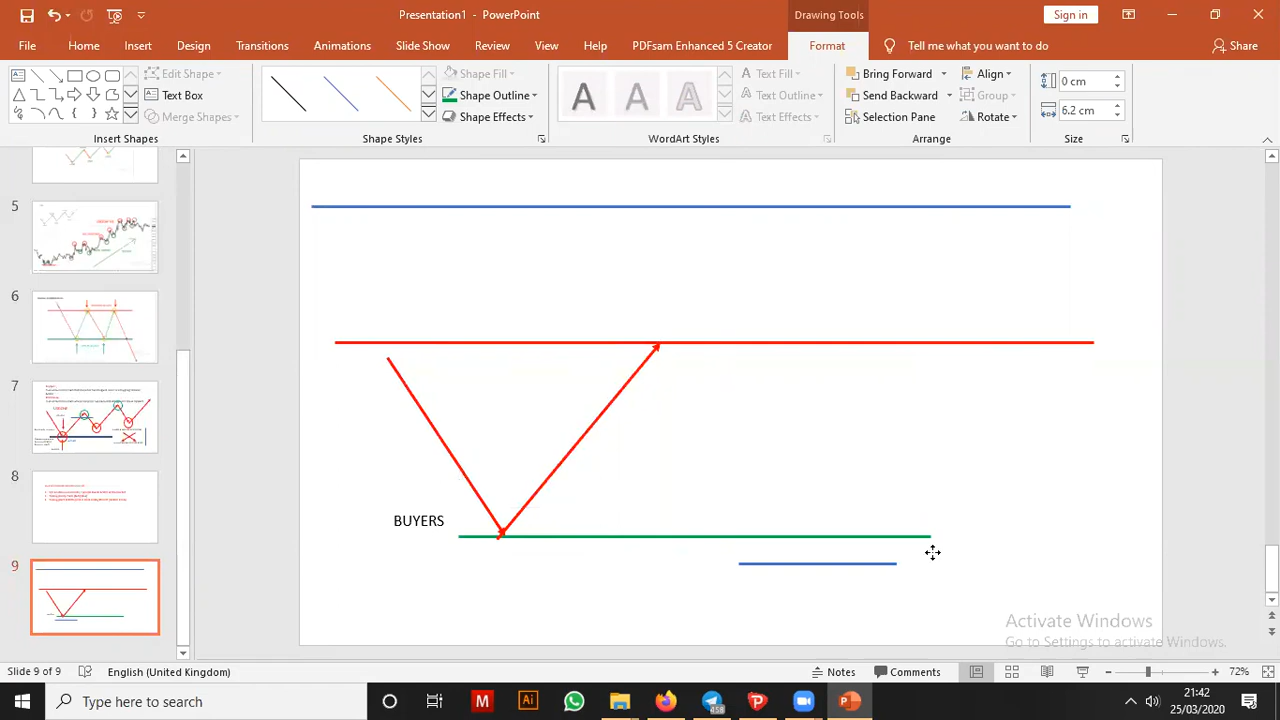 Presentation1 - PowerPoint
Drawing Tools
Sign in
File
Home
Insert
Design
Transitions
Animations
Slide Show
Review
View
Help
PDFsam Enhanced 5 Creator
Format
Tell me what you want to do
Share
Edit Shape
Text Box
Merge Shapes
Insert Shapes
Shape Fill
Shape Outline
Shape Effects
Shape Styles
Text Fill
Text Outline
Text Effects
WordArt Styles
Bring Forward
Send Backward
Selection Pane
Align
Group
Rotate
Arrange
0 cm
6.2 cm
Size
5
6
7
8
9
BUYERS
Activate Windows
Go to Settings to activate Windows.
Slide 9 of 9
English (United Kingdom)
Notes
Comments
72%
Type here to search
21:42
25/03/2020